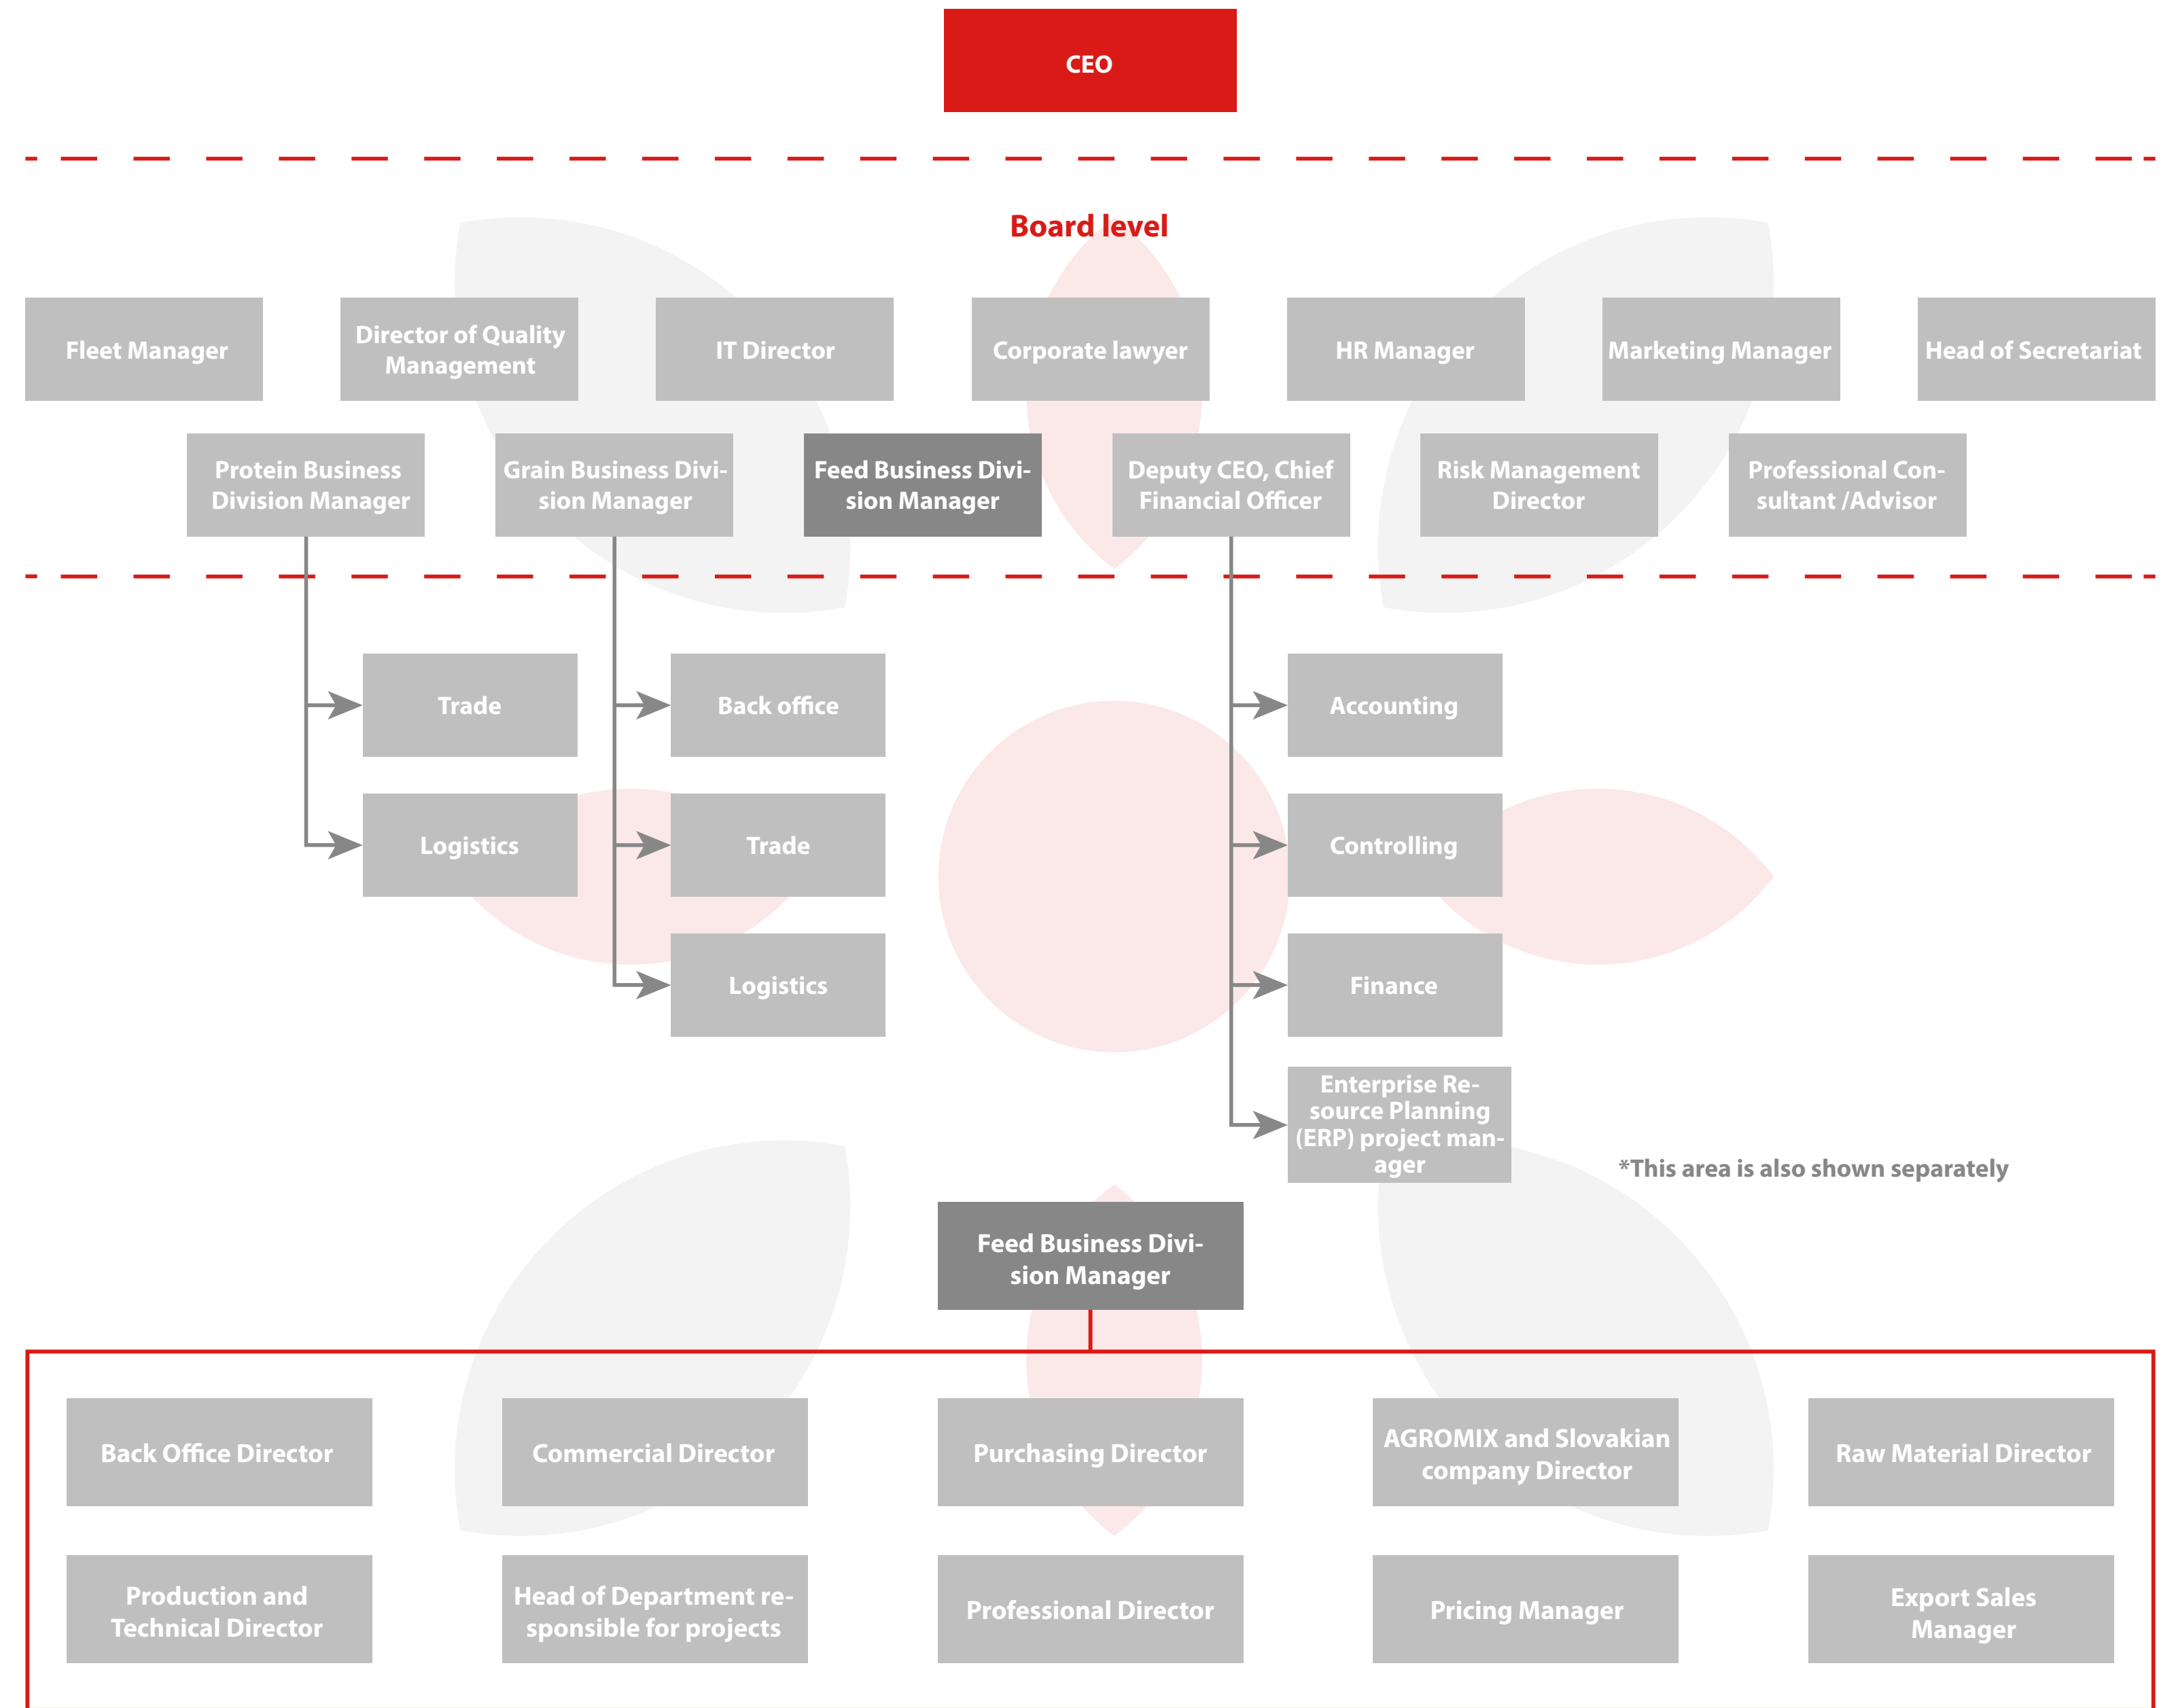 CEO
Board level
Fleet Manager
Director of Quality
Management
IT Director
Corporate lawyer
HR Manager
Marketing Manager
Head of Secretariat
Protein Business
Division Manager
Grain Business Divi-
sion Manager
Feed Business Divi-
sion Manager
Deputy CEO, Chief
Financial Officer
Risk Management
Director
Professional Con-
sultant /Advisor
Trade
Back office
Accounting
Logistics
Trade
Controlling
Logistics
Finance
Enterprise Re-
source Planning
(ERP) project man-
ager
*This area is also shown separately
Feed Business Divi-
sion Manager
Back Office Director
Commercial Director
Purchasing Director
AGROMIX and Slovakian
company Director
Raw Material Director
Production and
Technical Director
Head of Department re-
sponsible for projects
Professional Director
Pricing Manager
Export Sales
Manager